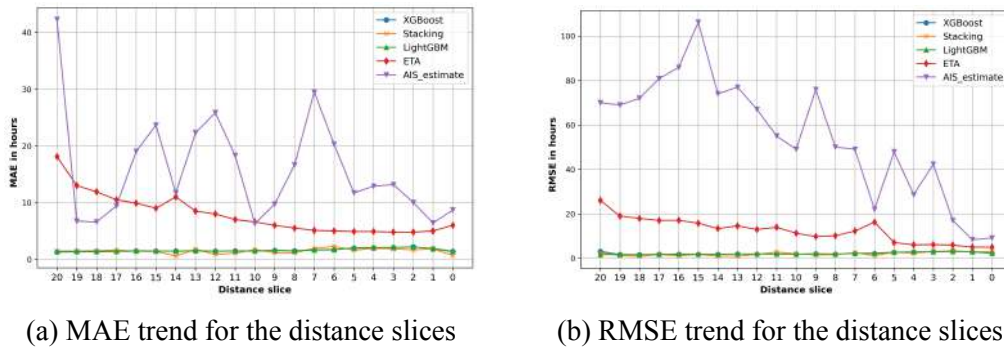 40
30
20
10
0
MAE in hours
XGBoost
Stacking
LightGBM
ETA
AIS_estimate
20 19 18 17 16 15 14 13 12 11 10 9 8 7 6 5 4 3 2 1 0
Distance slice
(a) MAE trend for the distance slices
100
80
60
40
20
0
RMSE in hours
XGBoost
Stacking
LightGBM
ETA
AIS_estimate
20 19 18 17 16 15 14 13 12 11 10 9 8 7 6 5 4 3 2 1 0
Distance slice
(b) RMSE trend for the distance slices